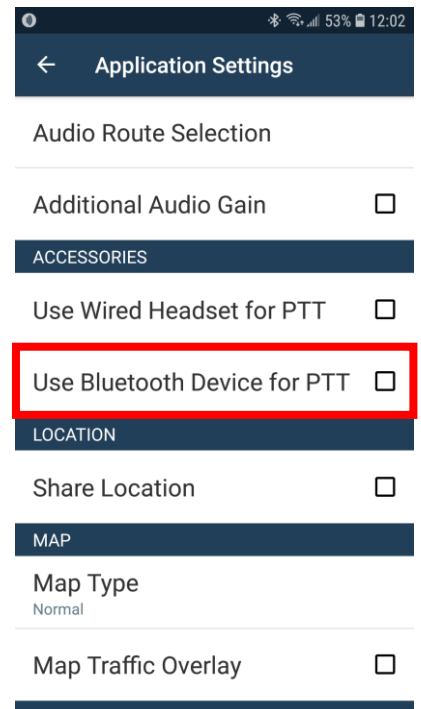 53% 12:02
Application Settings
Audio Route Selection
Additional Audio Gain
ACCESSORIES
Use Wired Headset for PTT
Use Bluetooth Device for PTT
LOCATION
Share Location
MAP
Map Type
Normal
Map Traffic Overlay